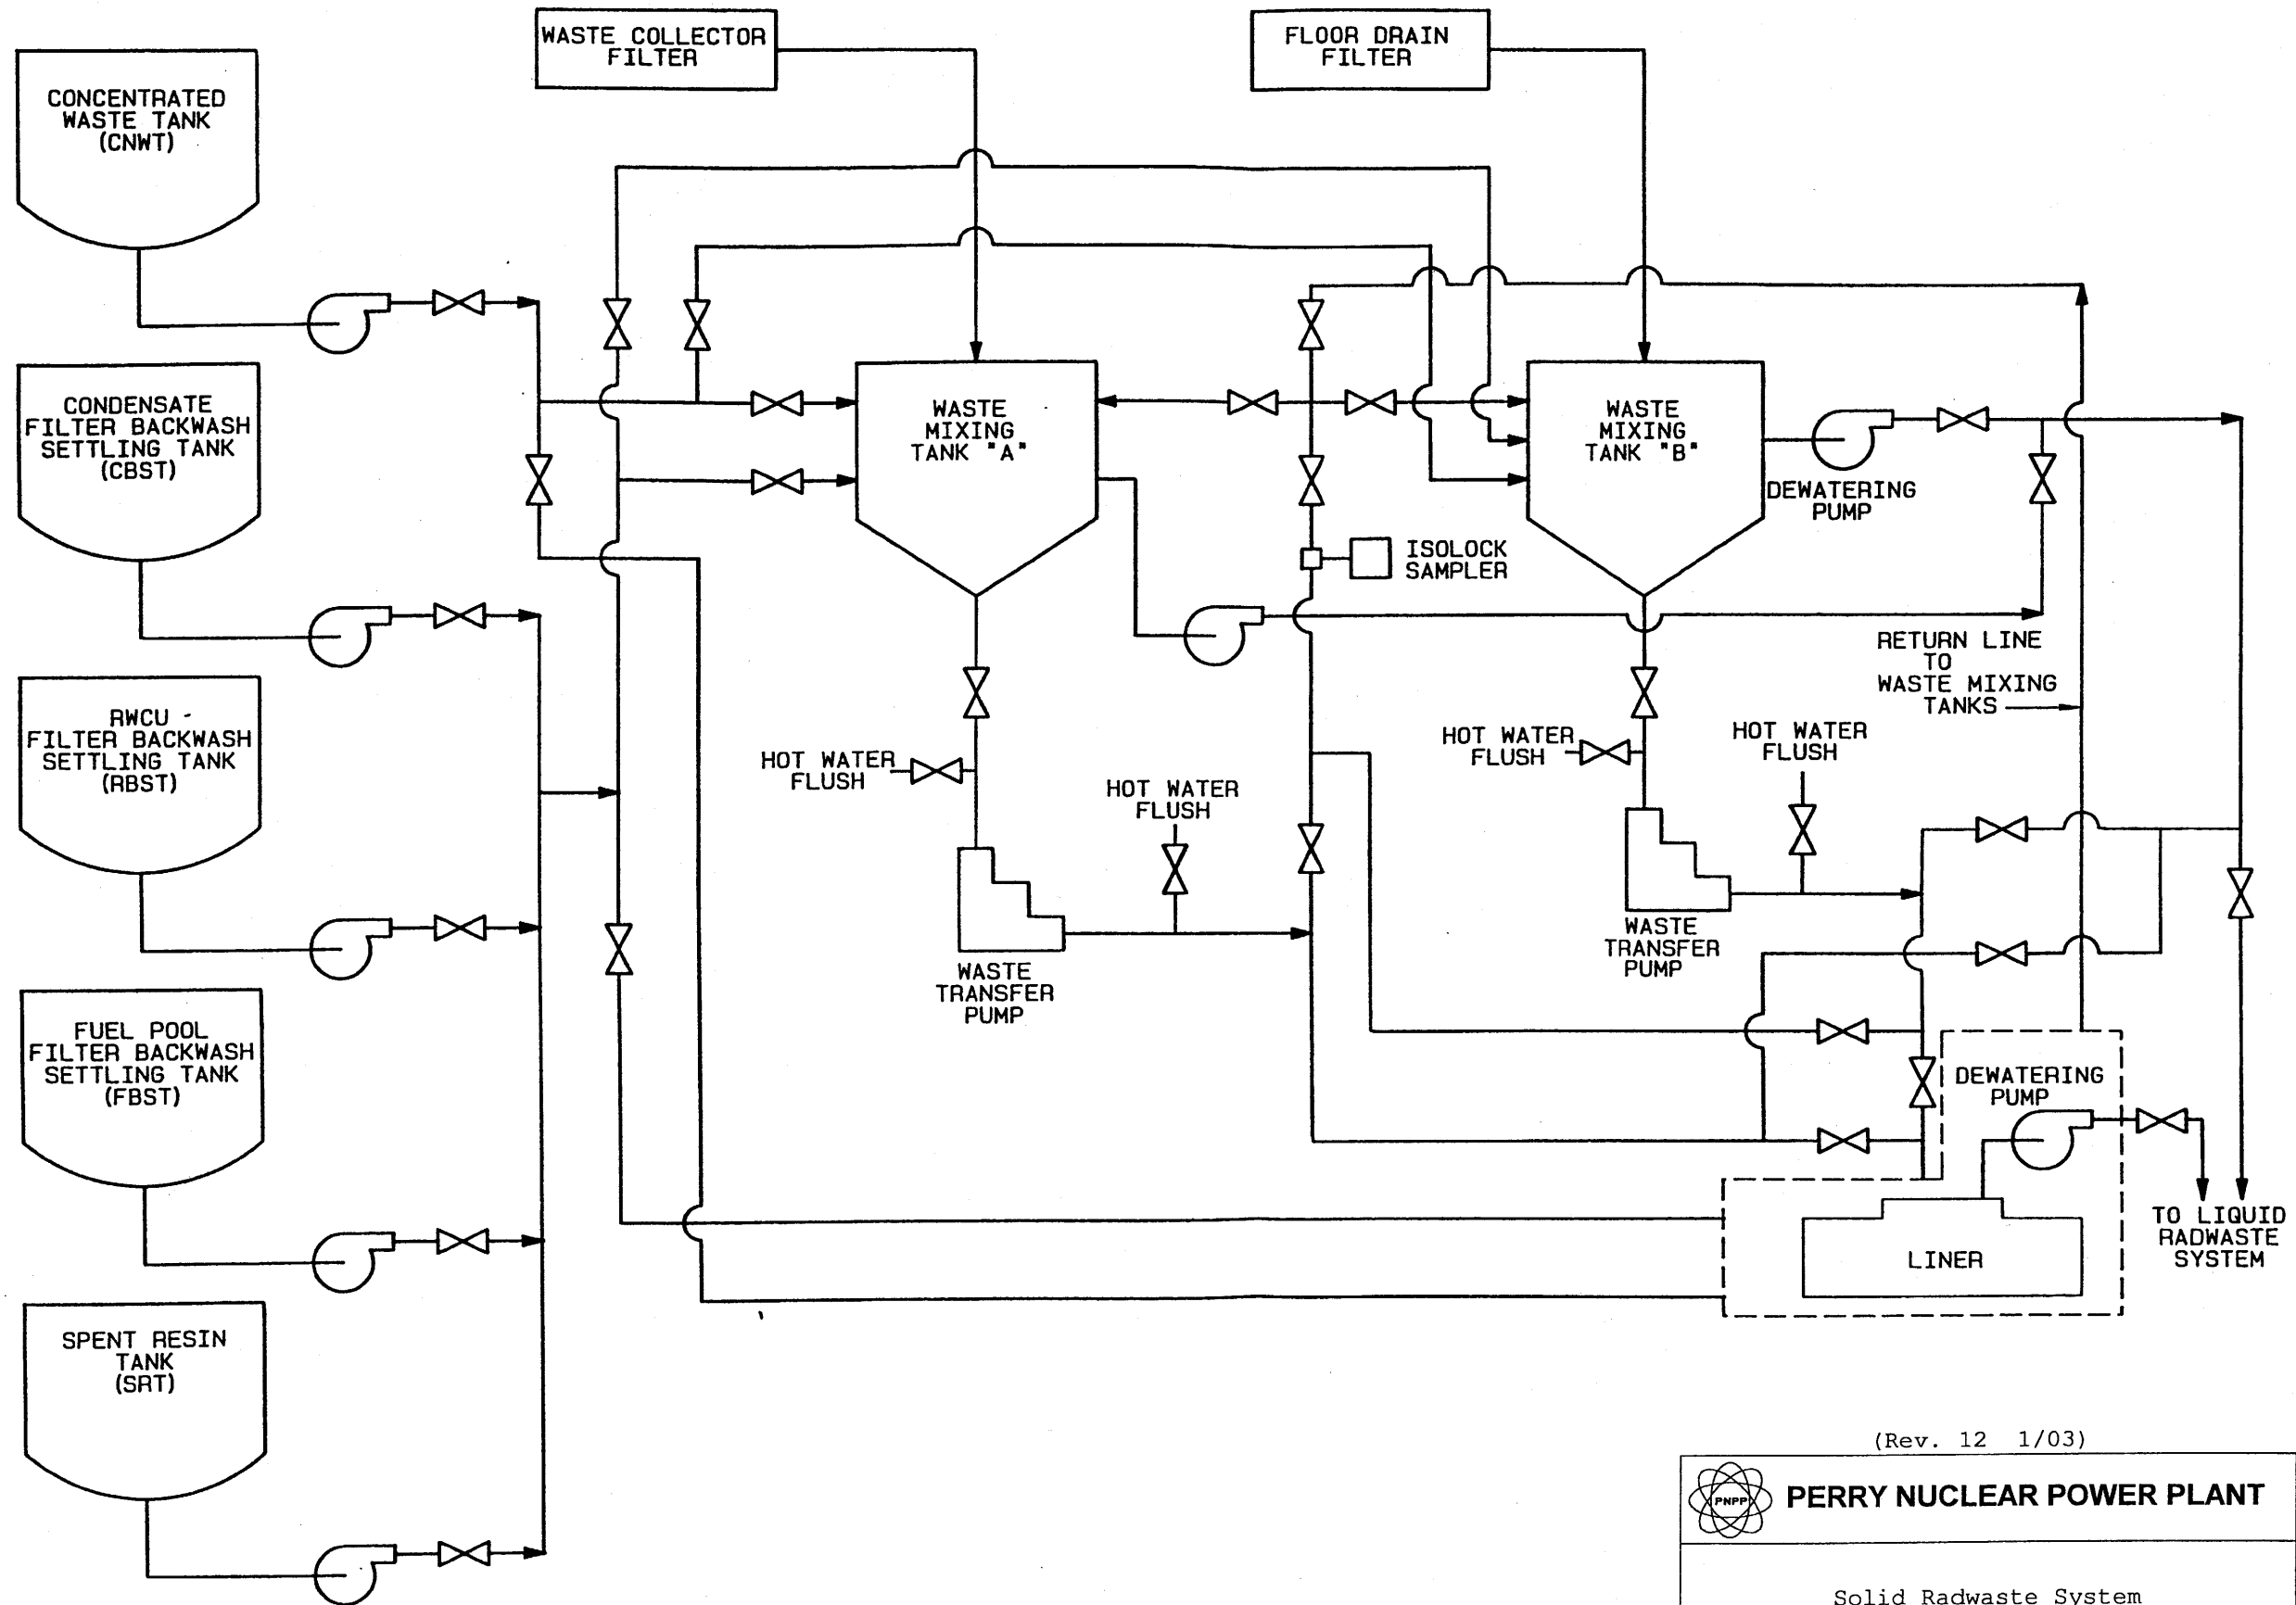 CONCENTRATED
WASTE TANK
(CNWT)
WASTE COLLECTOR
FILTER
FLOOR DRAIN
FILTER
CONDENSATE
FILTER BACKWASH
SETTLING TANK
(CBST)
WASTE
MIXING
TANK "A"
WASTE
MIXING
TANK "B"
DEWATERING
PUMP
ISOLOCK
SAMPLER
RETURN LINE
TO
WASTE MIXING
TANKS
RWCU -
FILTER BACKWASH
SETTLING TANK
(RBST)
HOT WATER
FLUSH
HOT WATER
FLUSH
HOT WATER
FLUSH
HOT WATER
FLUSH
WASTE
TRANSFER
PUMP
WASTE
TRANSFER
PUMP
FUEL POOL
FILTER BACKWASH
SETTLING TANK
(FBST)
DEWATERING
PUMP
LINER
TO LIQUID
RADWASTE
SYSTEM
SPENT RESIN
TANK
(SRT)
(Rev. 12 1/03)
PNPP
PERRY NUCLEAR POWER PLANT
Solid Radwaste System